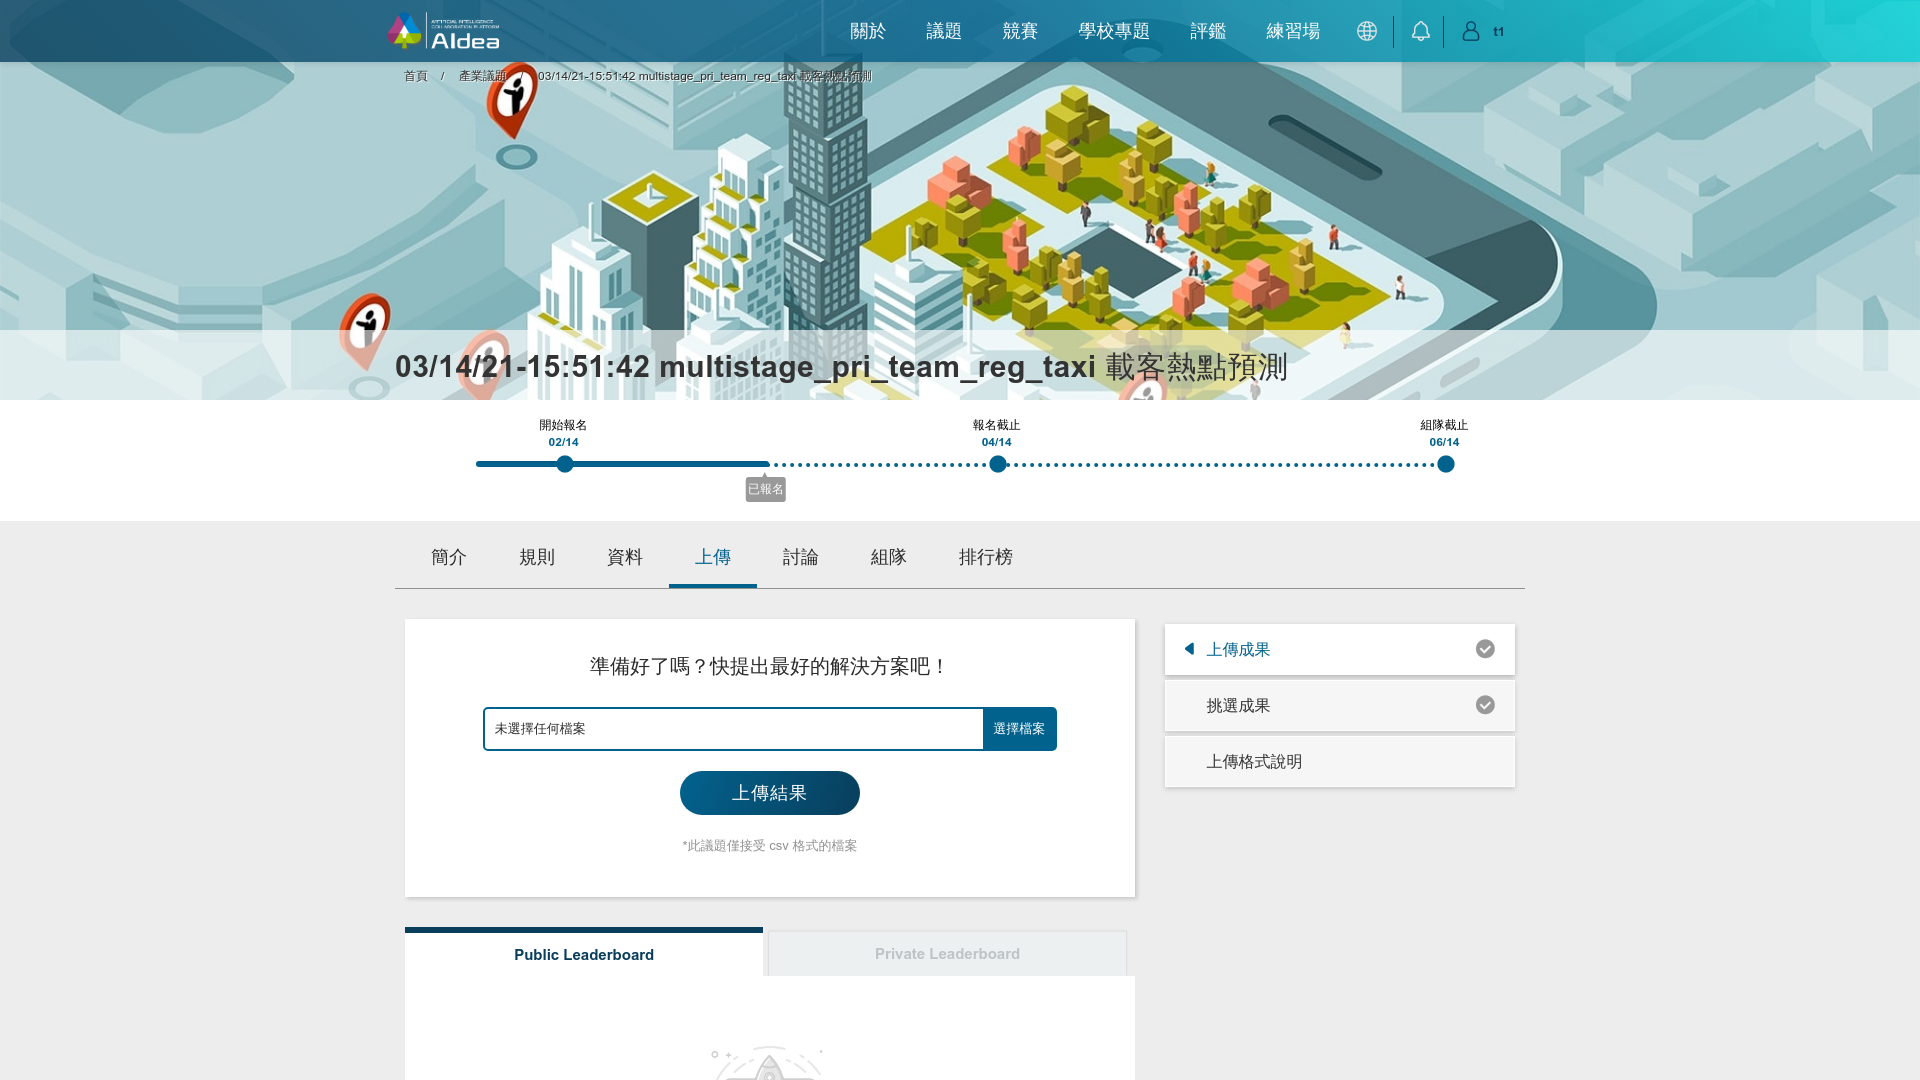 ARTIFICIAL INTELLIGENCE
COLLABORATION PLATFORM
AIdea
關於
議題
競賽
學校專題
評鑑
練習場
t1
首頁 / 產業議題 / 03/14/21-15:51:42 multistage_pri_team_reg_taxi 載客熱點預測
03/14/21-15:51:42 multistage_pri_team_reg_taxi 載客熱點預測
開始報名
02/14
報名截止
04/14
組隊截止
06/14
已報名
簡介
規則
資料
上傳
討論
組隊
排行榜
準備好了嗎？快提出最好的解決方案吧！
未選擇任何檔案
選擇檔案
上傳結果
*此議題僅接受 csv 格式的檔案
上傳成果
挑選成果
上傳格式說明
Public Leaderboard
Private Leaderboard